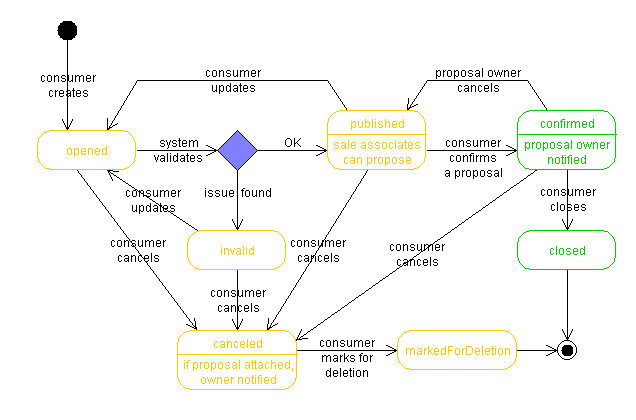 consumer
creates
consumer
updates
proposal owner
cancels
published
sale associates
can propose
confirmed
proposal owner
notified
opened
system
validates
OK
consumer
confirms
a proposal
consumer
updates
issue found
consumer
closes
invalid
closed
consumer
cancels
consumer
cancels
consumer
cancels
consumer
cancels
canceled
if proposal attached,
owner notified
consumer
marks for
deletion
markedForDeletion